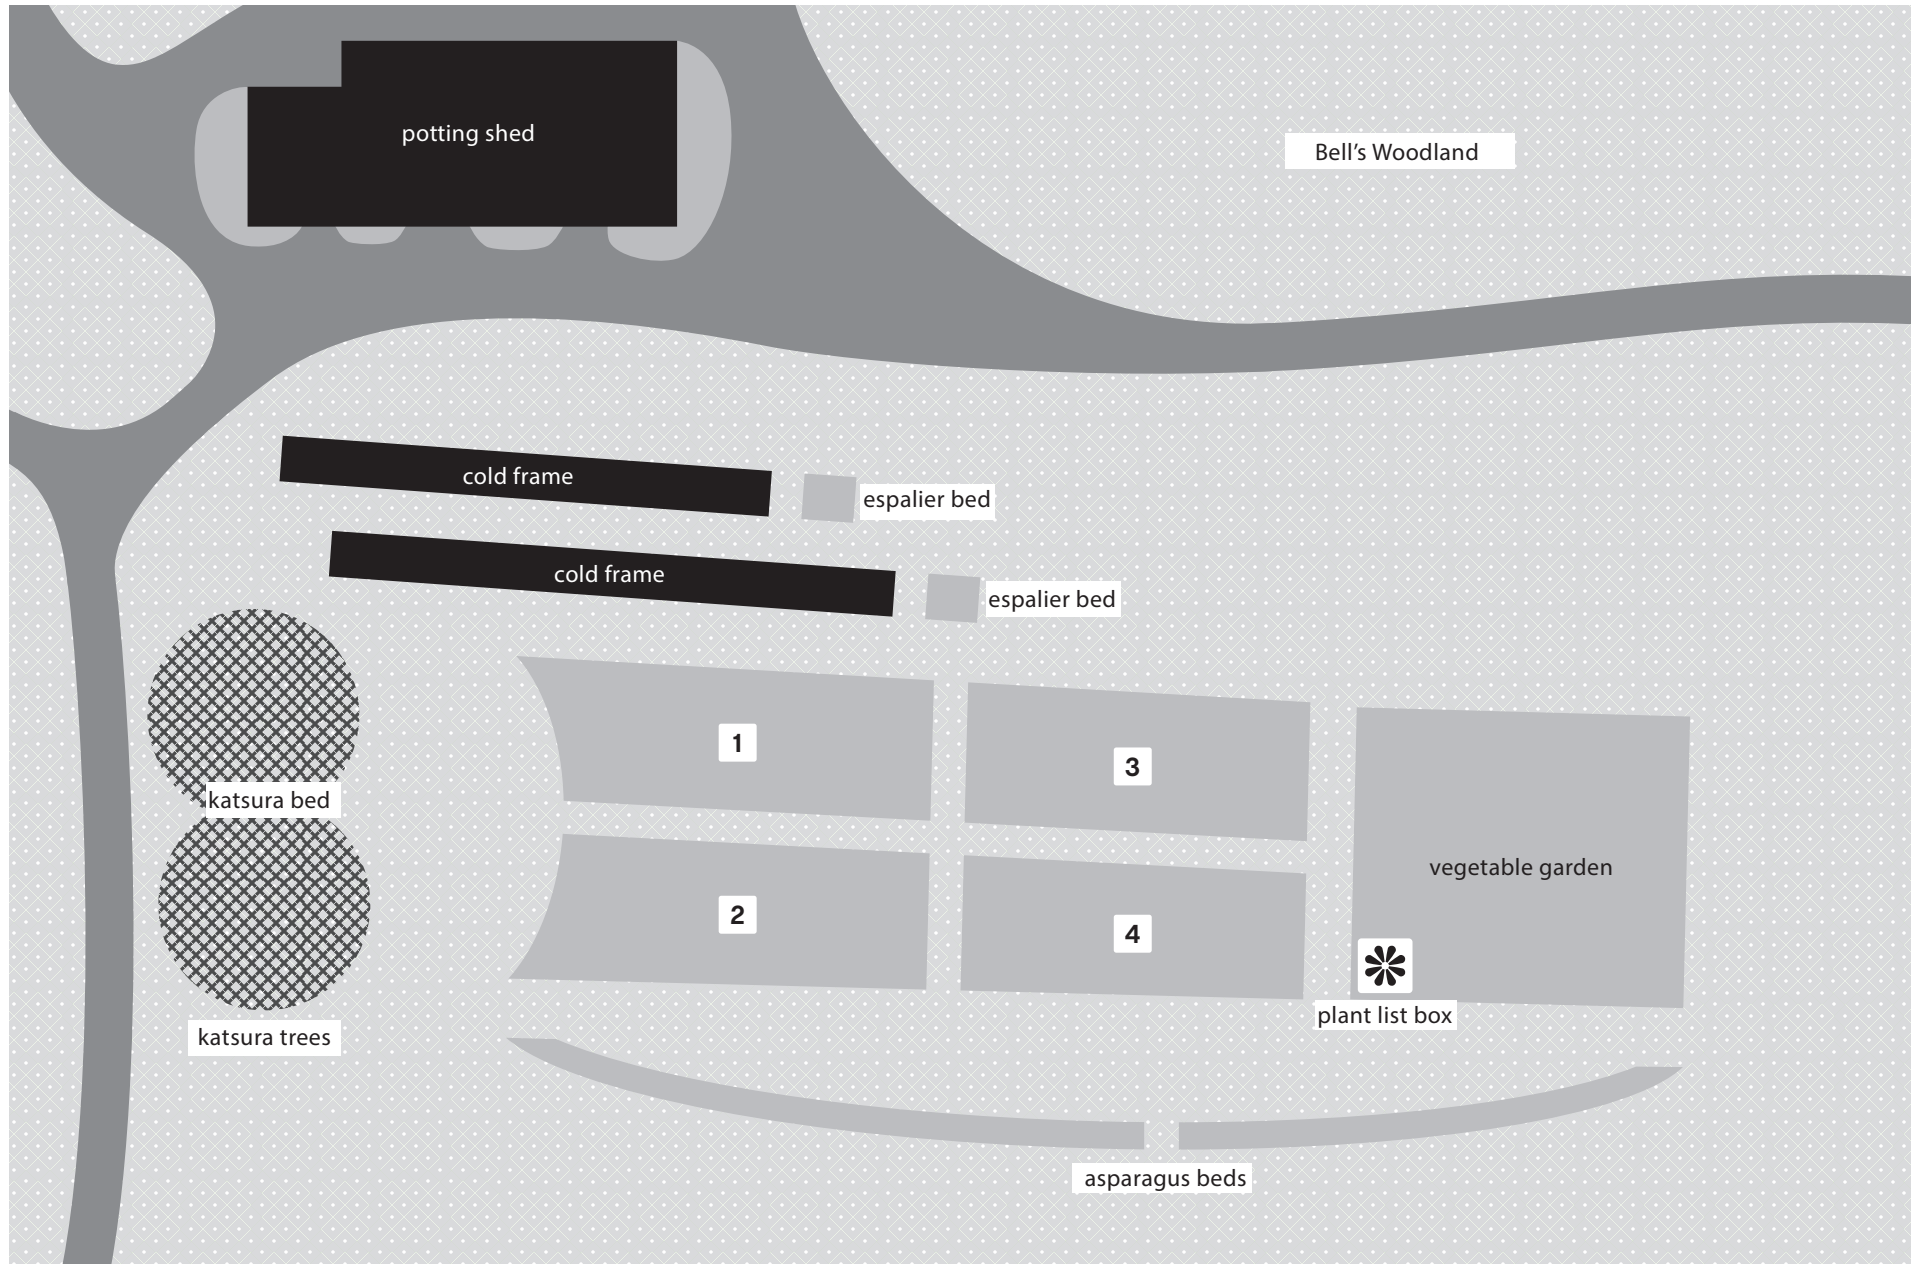 potting shed
Bell’s Woodland
cold frame
espalier bed
cold frame
espalier bed
1
3
katsura bed
vegetable garden
2
4
plant list box
katsura trees
asparagus beds